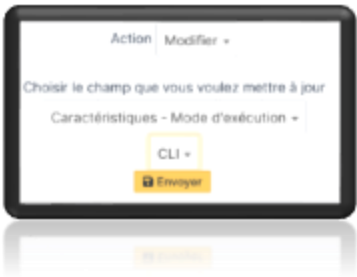 Action Modifier
Choisir le champ que vous voulez mettre à jour
Caractéristiques - Mode d'exécution
CLI
Envoyer